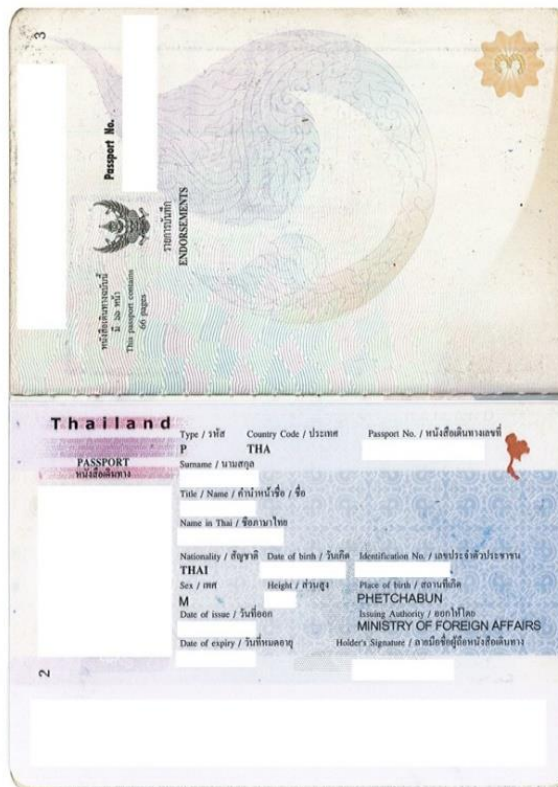 3
Passport No.
หนังสือเดินทางฉบับนี้
มี ๖๖ หน้า
This passport contains
66 pages
รายการบันทึก
ENDORSEMENTS
Thailand
PASSPORT
หนังสือเดินทาง
Type / รหัส Country Code / ประเทศ Passport No. / หนังสือเดินทางเลขที่
P THA
Surname / นามสกุล
Title / Name / คำนำหน้าชื่อ / ชื่อ
Name in Thai / ชื่อภาษาไทย
Nationality / สัญชาติ Date of birth / วันเกิด Identification No. / เลขประจำตัวประชาชน
THAI
Sex / เพศ Height / ส่วนสูง Place of birth / สถานที่เกิด
M PHETCHABUN
Date of issue / วันที่ออก Issuing Authority / ออกให้โดย
MINISTRY OF FOREIGN AFFAIRS
Date of expiry / วันที่หมดอายุ Holder's Signature / ลายมือชื่อผู้ถือหนังสือเดินทาง
2